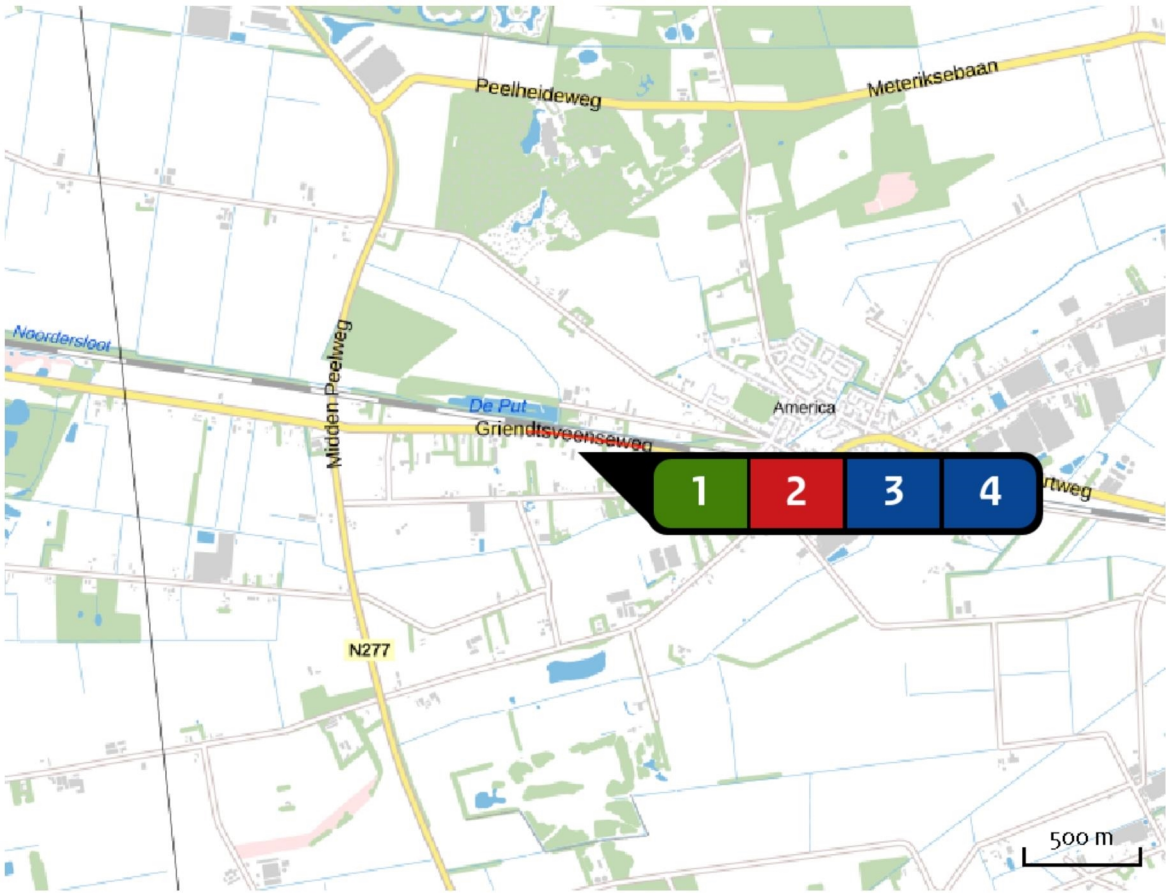 Peelheideweg
Meteriksebaan
Noordersloot
Midden Peelweg
De Put
America
Griendtsveenseweg
1 2 3 4
rtweg
N277
500 m